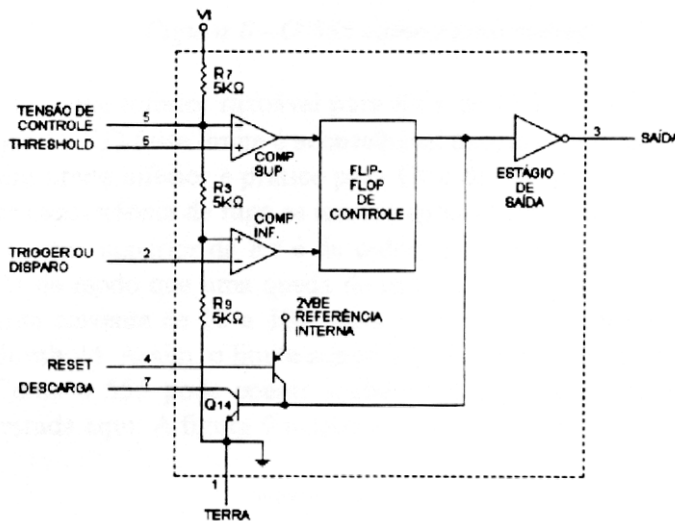 V1
R7
5KΩ
TENSÃO DE
CONTROLE
5
THRESHOLD
6
COMP
SUP.
FLIP-
FLOP
DE
CONTROLE
3
SAÍDA
ESTÁGIO
DE
SAÍDA
R3
5KΩ
COMP.
INF.
TRIGGER OU
DISPARO
2
R9
5KΩ
2VBE
REFERÊNCIA
INTERNA
RESET
4
DESCARGA
7
Q14
1
TERRA